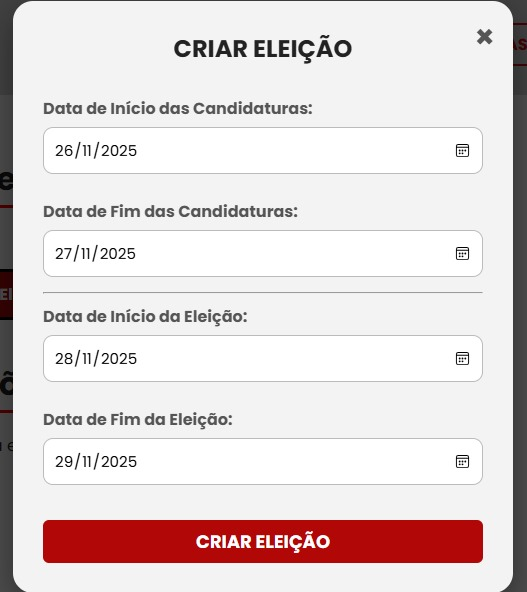 CRIAR ELEIÇÃO
✖
Data de Início das Candidaturas:
26/11/2025
Data de Fim das Candidaturas:
27/11/2025
Data de Início da Eleição:
28/11/2025
Data de Fim da Eleição:
29/11/2025
CRIAR ELEIÇÃO